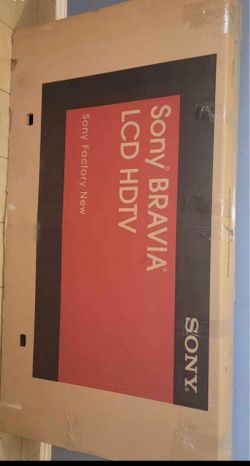 Sony® BRAVIA®
LCD HDTV
Sony Factory New
SONY